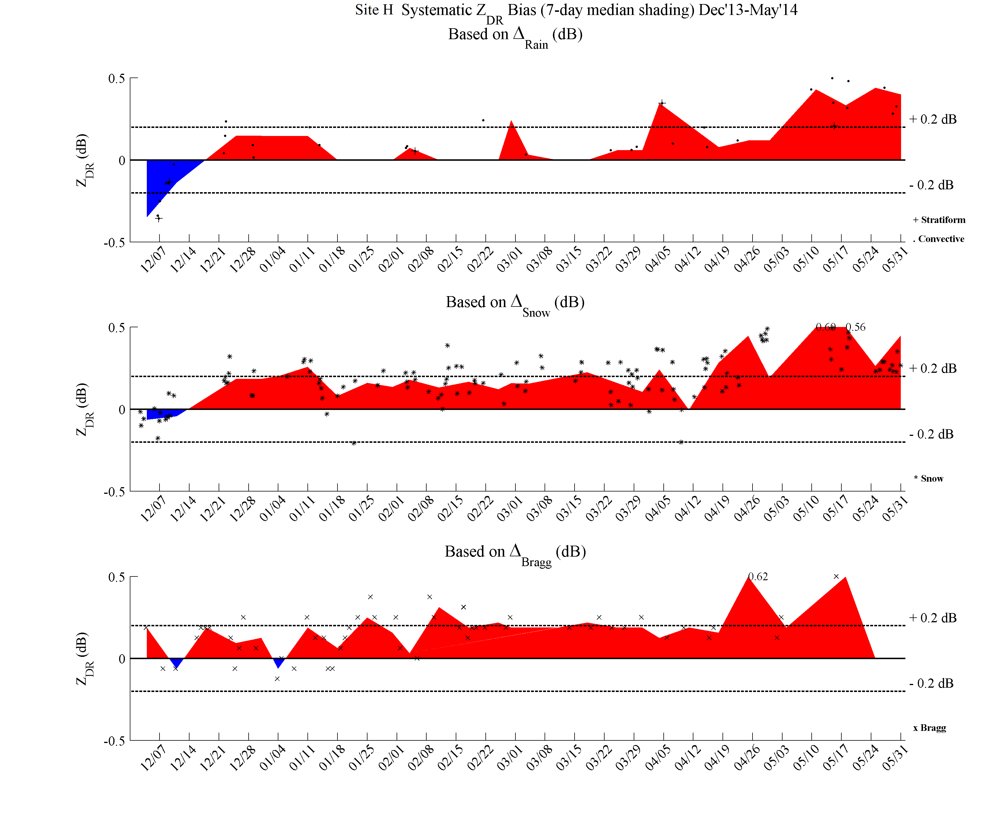 Site H Systematic Z_DR Bias (7-day median shading) Dec'13-May'14
Based on Δ_Rain (dB)
0.5
0
-0.5
Z_DR (dB)
+ 0.2 dB
- 0.2 dB
+ Stratiform
. Convective
12/07 12/14 12/21 12/28 01/04 01/11 01/18 01/25 02/01 02/08 02/15 02/22 03/01 03/08 03/15 03/22 03/29 04/05 04/12 04/19 04/26 05/03 05/10 05/17 05/24 05/31
Based on Δ_Snow (dB)
0.5
0
-0.5
Z_DR (dB)
0.60 0.56
+ 0.2 dB
- 0.2 dB
* Snow
12/07 12/14 12/21 12/28 01/04 01/11 01/18 01/25 02/01 02/08 02/15 02/22 03/01 03/08 03/15 03/22 03/29 04/05 04/12 04/19 04/26 05/03 05/10 05/17 05/24 05/31
Based on Δ_Bragg (dB)
0.5
0
-0.5
Z_DR (dB)
0.62
+ 0.2 dB
- 0.2 dB
x Bragg
12/07 12/14 12/21 12/28 01/04 01/11 01/18 01/25 02/01 02/08 02/15 02/22 03/01 03/08 03/15 03/22 03/29 04/05 04/12 04/19 04/26 05/03 05/10 05/17 05/24 05/31